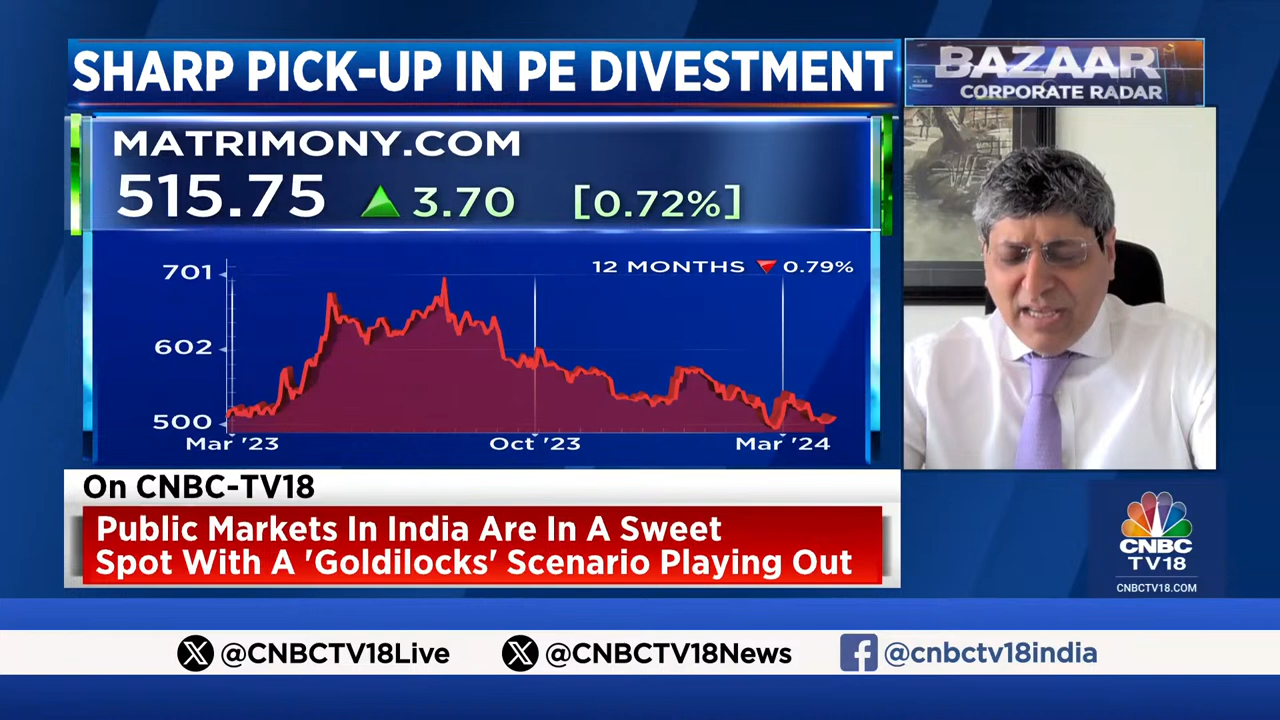 SHARP PICK-UP IN PE DIVESTMENT
BAZAAR
CORPORATE RADAR
MATRIMONY.COM
515.75 ▲ 3.70 [0.72%]
12 MONTHS ▼ 0.79%
701
602
500
Mar '23 Oct '23 Mar '24
On CNBC-TV18
Public Markets In India Are In A Sweet
Spot With A 'Goldilocks' Scenario Playing Out
CNBC
TV18
CNBCTV18.COM
@CNBCTV18Live @CNBCTV18News @cnbctv18india